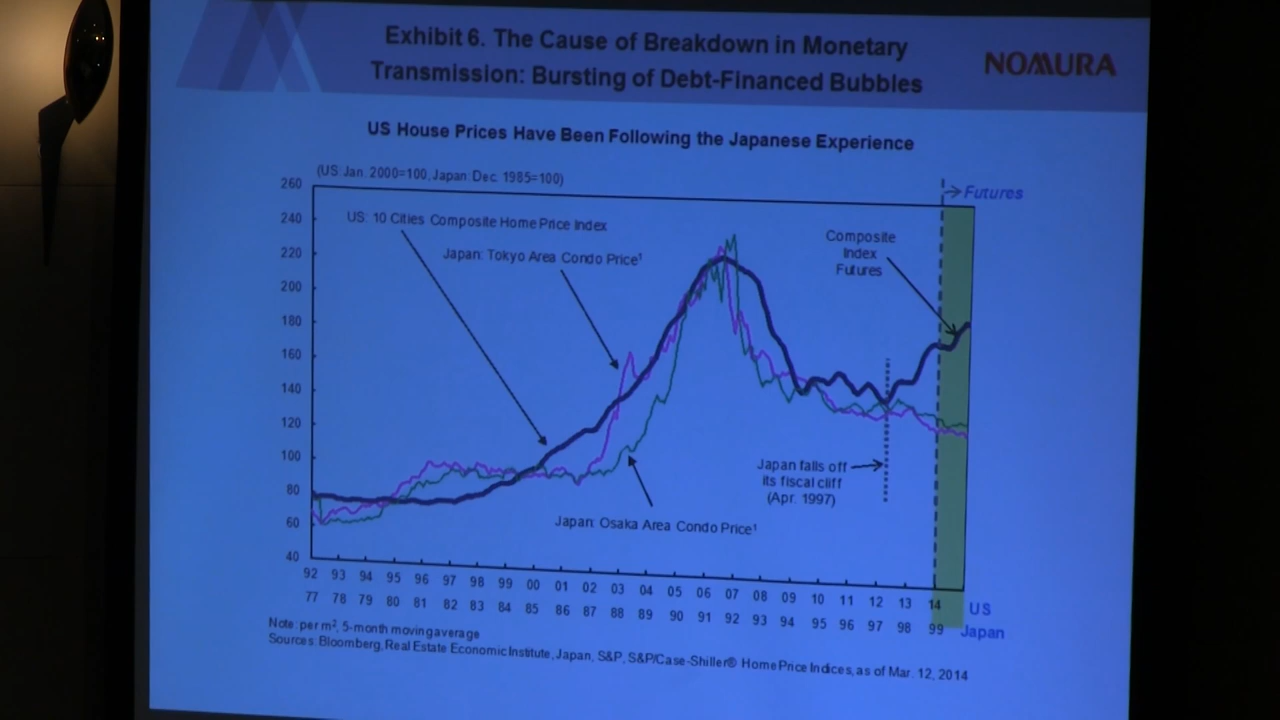 Exhibit 6. The Cause of Breakdown in Monetary
Transmission: Bursting of Debt-Financed Bubbles
NOMURA
US House Prices Have Been Following the Japanese Experience
(US: Jan. 2000=100, Japan: Dec. 1985=100)
Futures
260
240
220
200
180
160
140
120
100
80
60
40
US: 10 Cities Composite Home Price Index
Japan: Tokyo Area Condo Price¹
Composite
Index
Futures
Japan falls off
its fiscal cliff
(Apr. 1997)
Japan: Osaka Area Condo Price¹
92 93 94 95 96 97 98 99 00 01 02 03 04 05 06 07 08 09 10 11 12 13 14 US
77 78 79 80 81 82 83 84 85 86 87 88 89 90 91 92 93 94 95 96 97 98 99 Japan
Note: per m², 5-month moving average
Sources: Bloomberg, Real Estate Economic Institute, Japan, S&P, S&P/Case-Shiller® Home Price Indices, as of Mar. 12, 2014